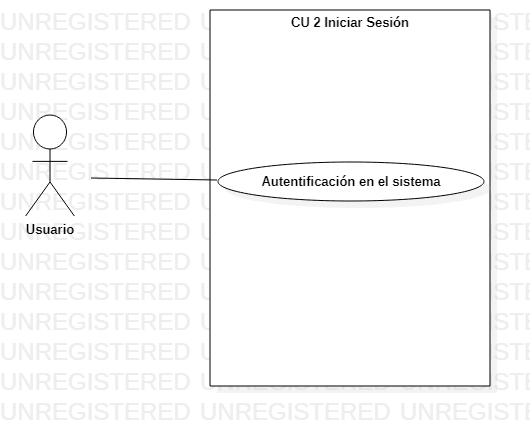 CU 2 Iniciar Sesión
Autentificación en el sistema
Usuario
UNREGISTERED UNREGISTERED UNREGISTERED